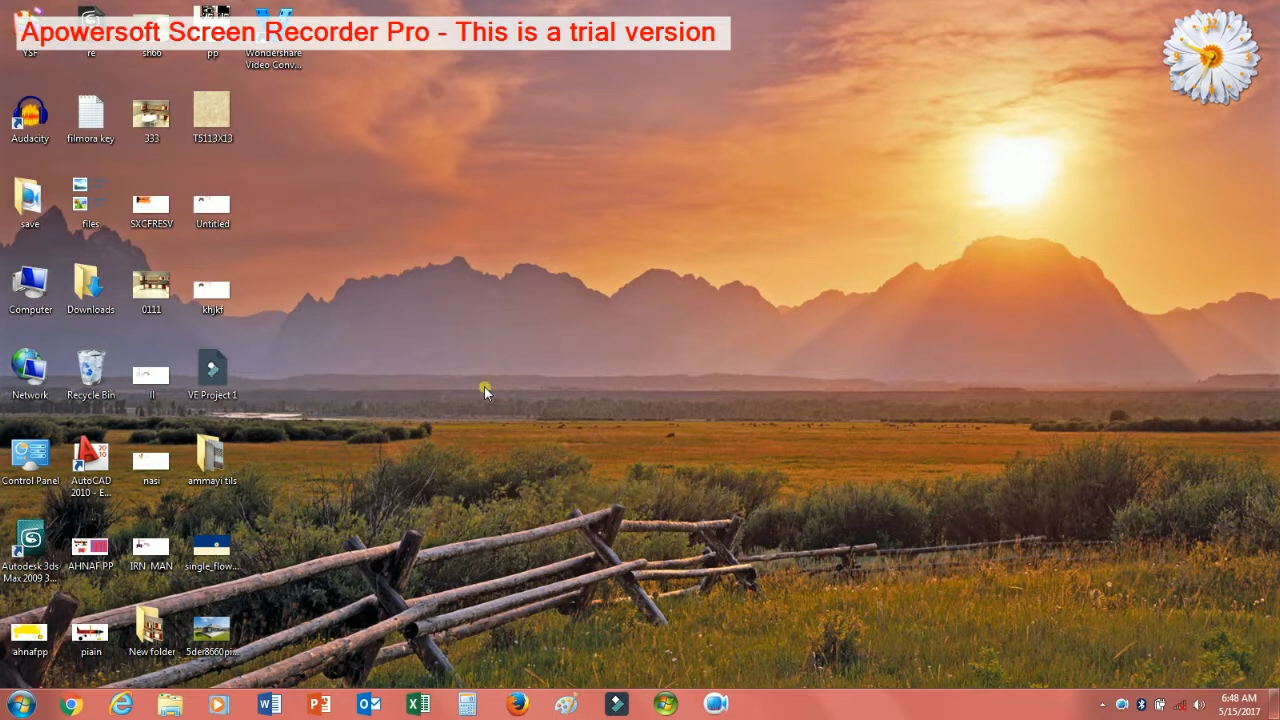 Apowersoft Screen Recorder Pro - This is a trial version
YSF
re
sh66
pp
Wondershare
Video Conv...
Audacity
filmora key
333
T5113X13
save
files
SXCFRESV
Untitled
Computer
Downloads
0111
khjkf
Network
Recycle Bin
VE Project 1
Control Panel
AutoCAD
2010 - E...
nasi
ammayi tils
Autodesk 3ds
Max 2009 3...
AHNAF PP
IRN MAN
single_flow...
ahnafpp
piain
New folder
5der8660pi...
6:48 AM
5/15/2017